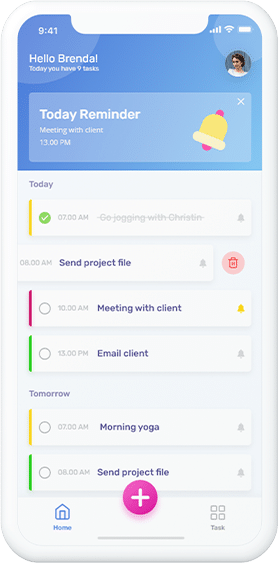 9:41
Hello Brenda!
Today you have 9 tasks
Today Reminder
Meeting with client
13.00 PM
Today
07.00 AM Go jogging with Christin
08.00 AM Send project file
10.00 AM Meeting with client
13.00 PM Email client
Tomorrow
07.00 AM Morning yoga
08.00 AM Send project file
Home Task